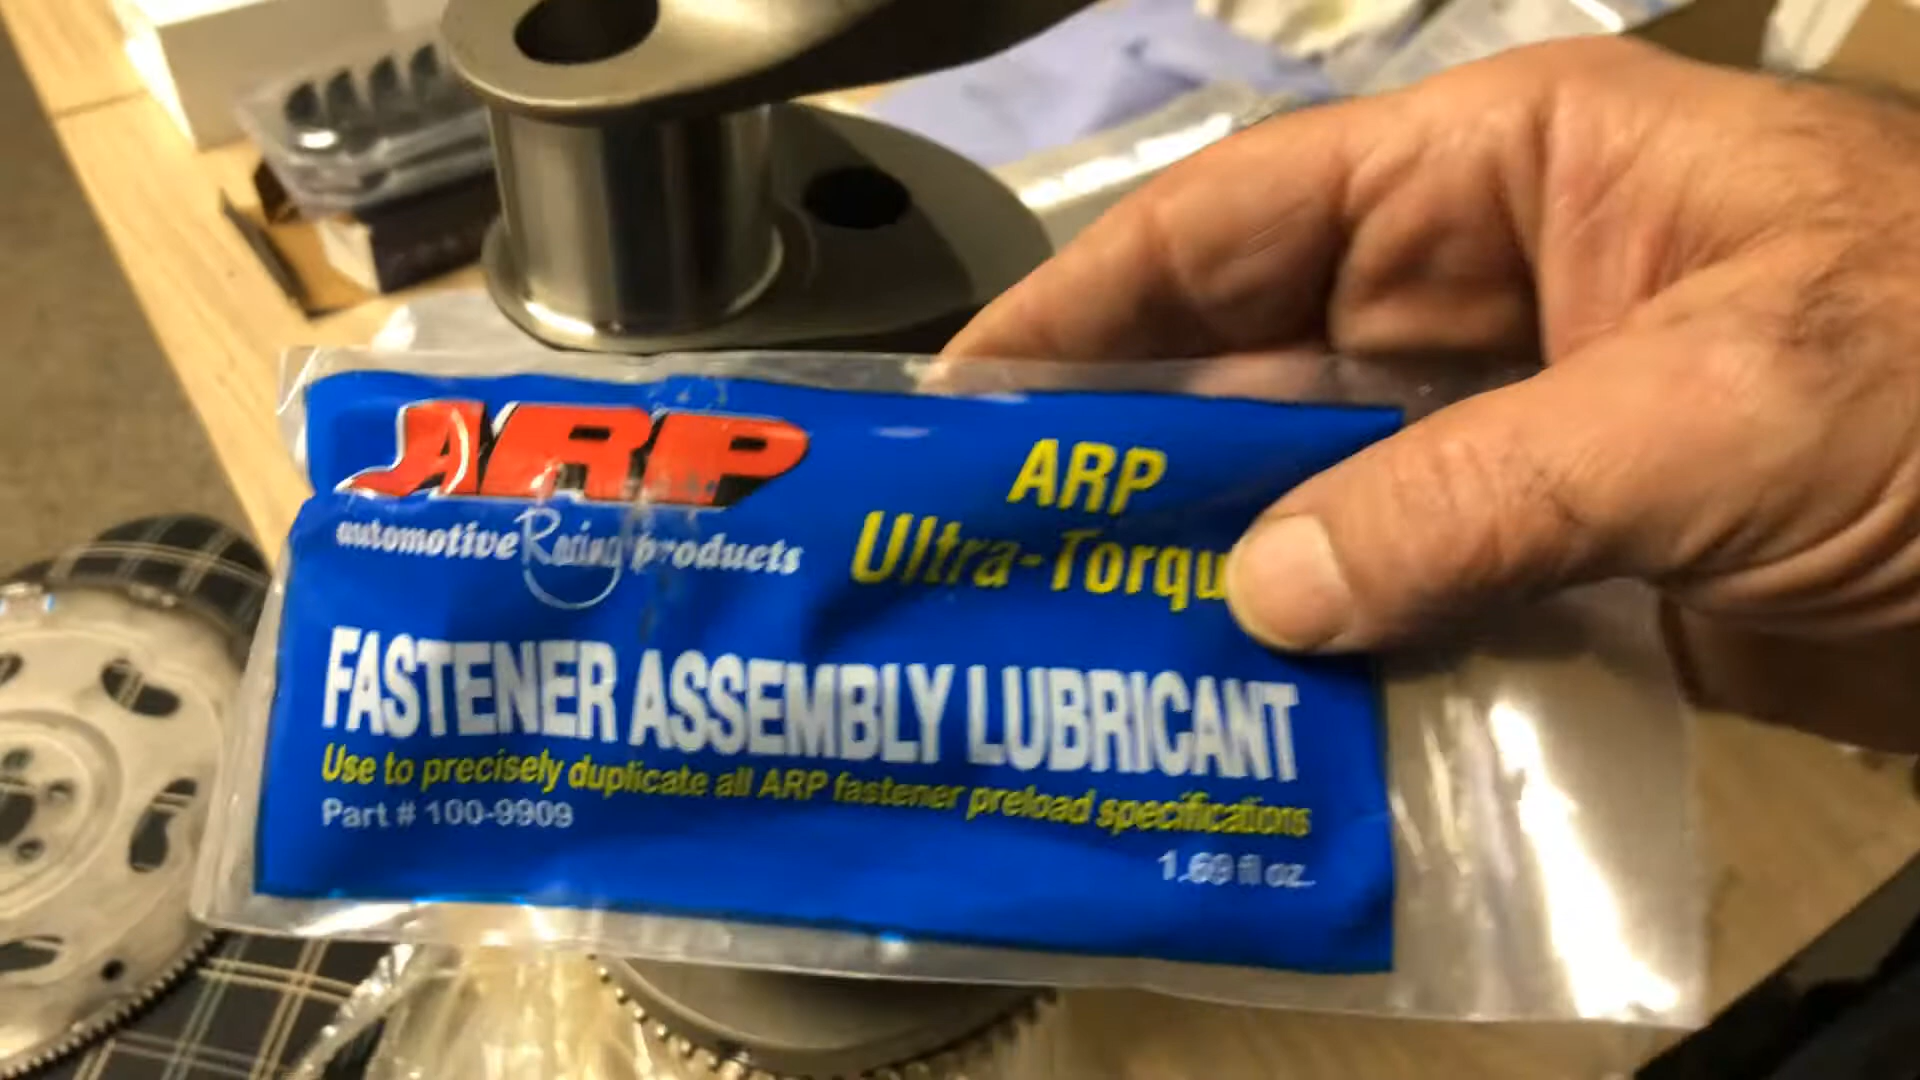 ARP
automotive Racing products
ARP
Ultra-Torqu
FASTENER ASSEMBLY LUBRICANT
Use to precisely duplicate all ARP fastener preload specifications
Part # 100-9909
1.69 fl oz.